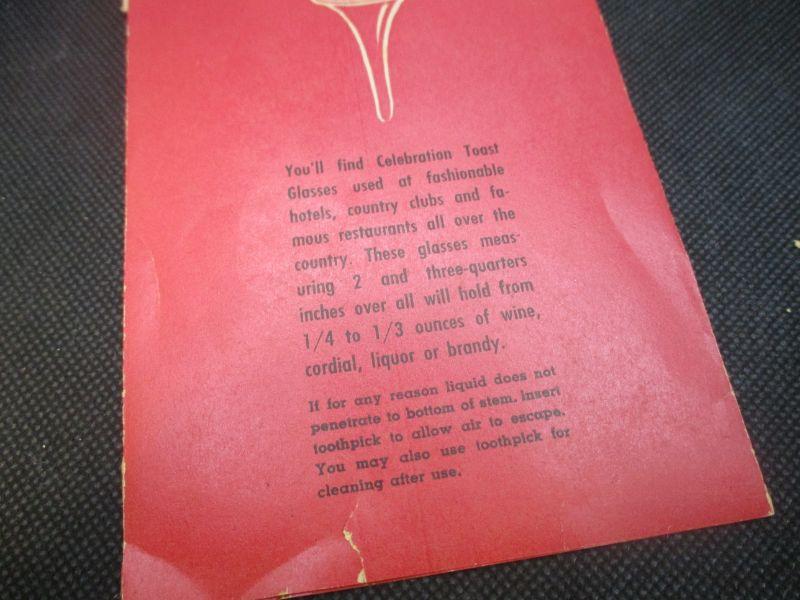 You'll find Celebration Toast
Glasses used at fashionable
hotels, country clubs and fa-
mous restaurants all over the
country. These glasses meas-
uring 2 and three-quarters
inches over all will hold from
1/4 to 1/3 ounces of wine,
cordial, liquor or brandy.
If for any reason liquid does not
penetrate to bottom of stem. Insert
toothpick to allow air to escape.
You may also use toothpick for
cleaning after use.